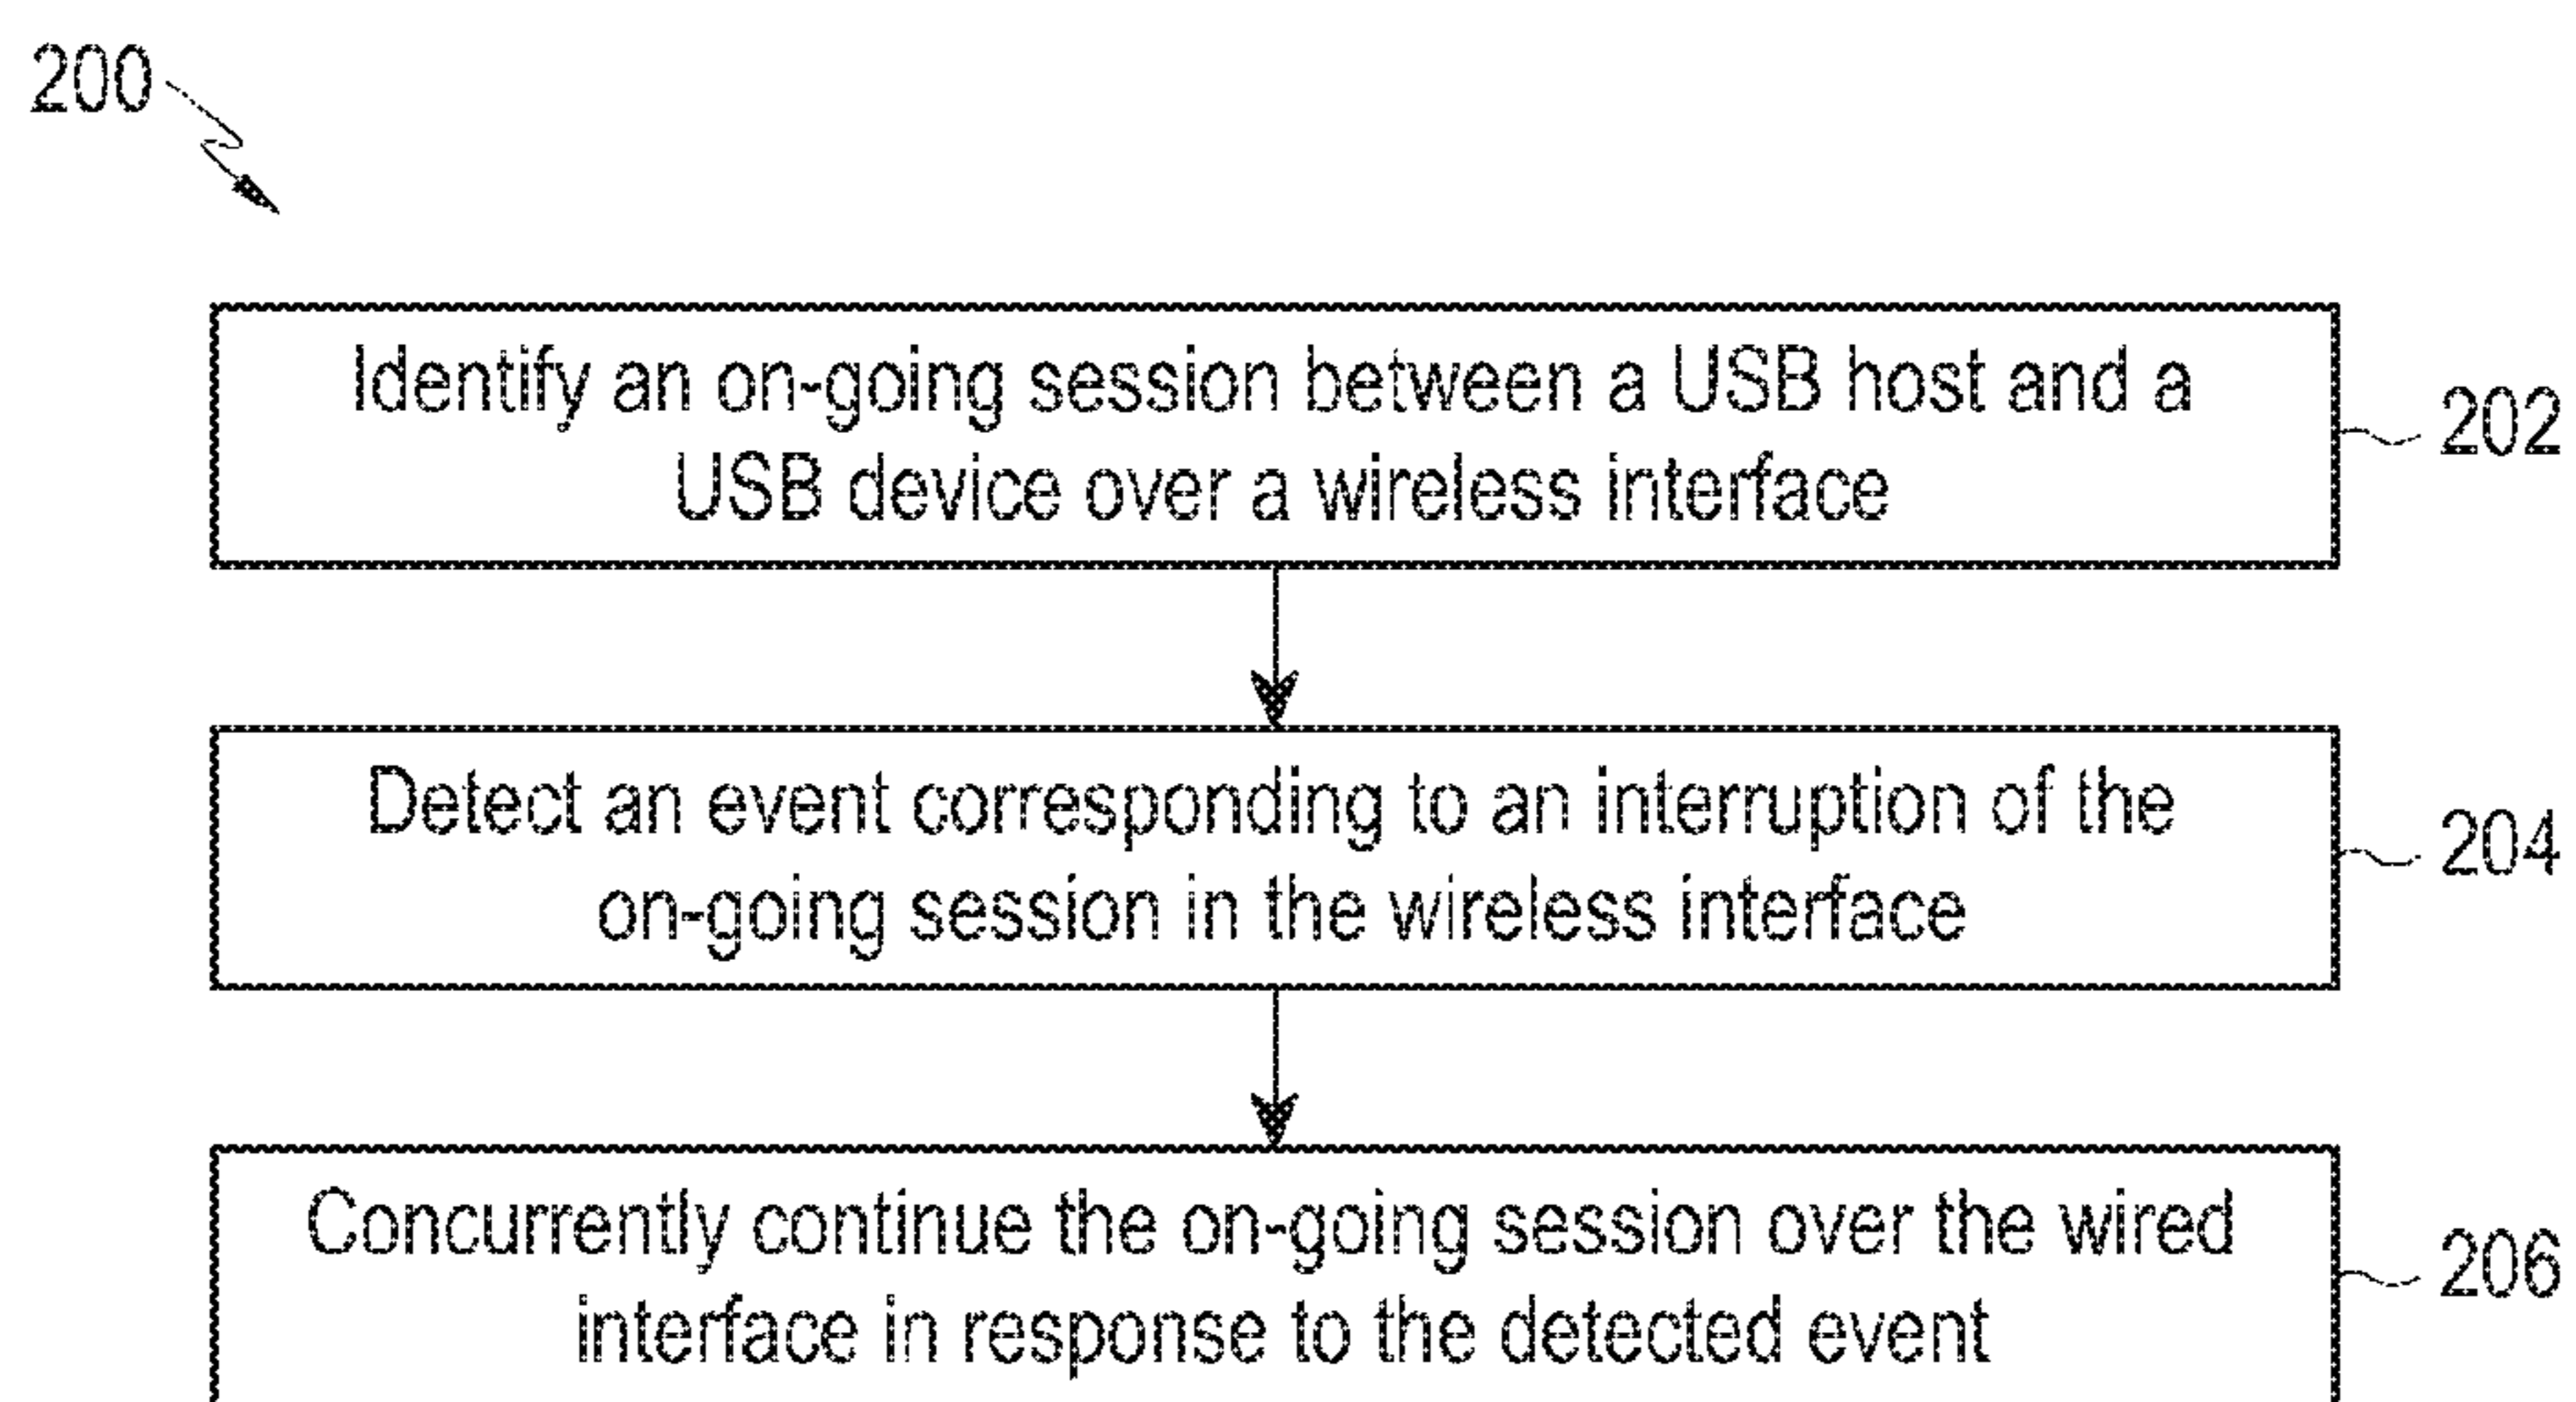 200
Identify an on-going session between a USB host and a
USB device over a wireless interface
202
Detect an event corresponding to an interruption of the
on-going session in the wireless interface
204
Concurrently continue the on-going session over the wired
interface in response to the detected event
206